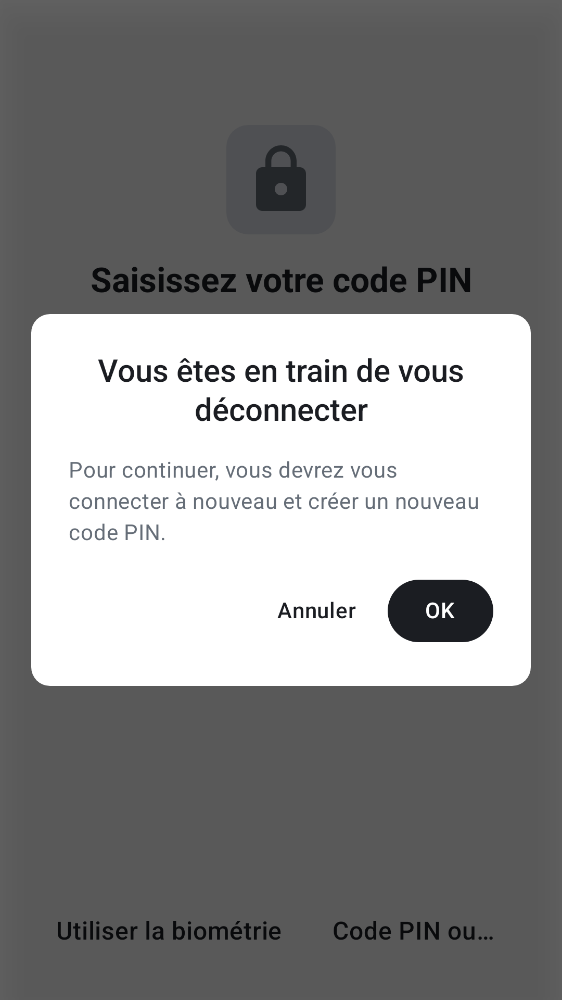 Saisissez votre code PIN
Vous êtes en train de vous
déconnecter
Pour continuer, vous devrez vous
connecter à nouveau et créer un nouveau
code PIN.
Annuler
OK
Utiliser la biométrie
Code PIN ou…